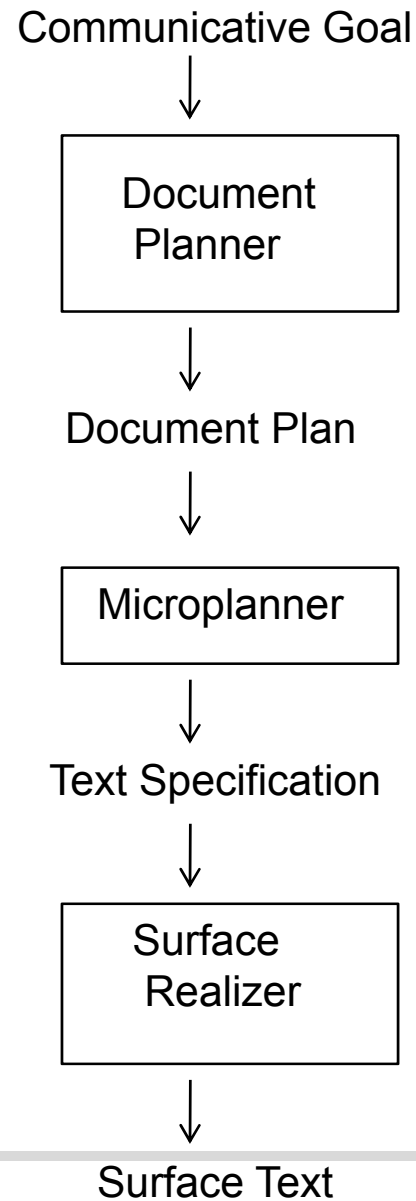 Communicative Goal
Document
Planner
Document Plan
Microplanner
Text Specification
Surface
Realizer
Surface Text